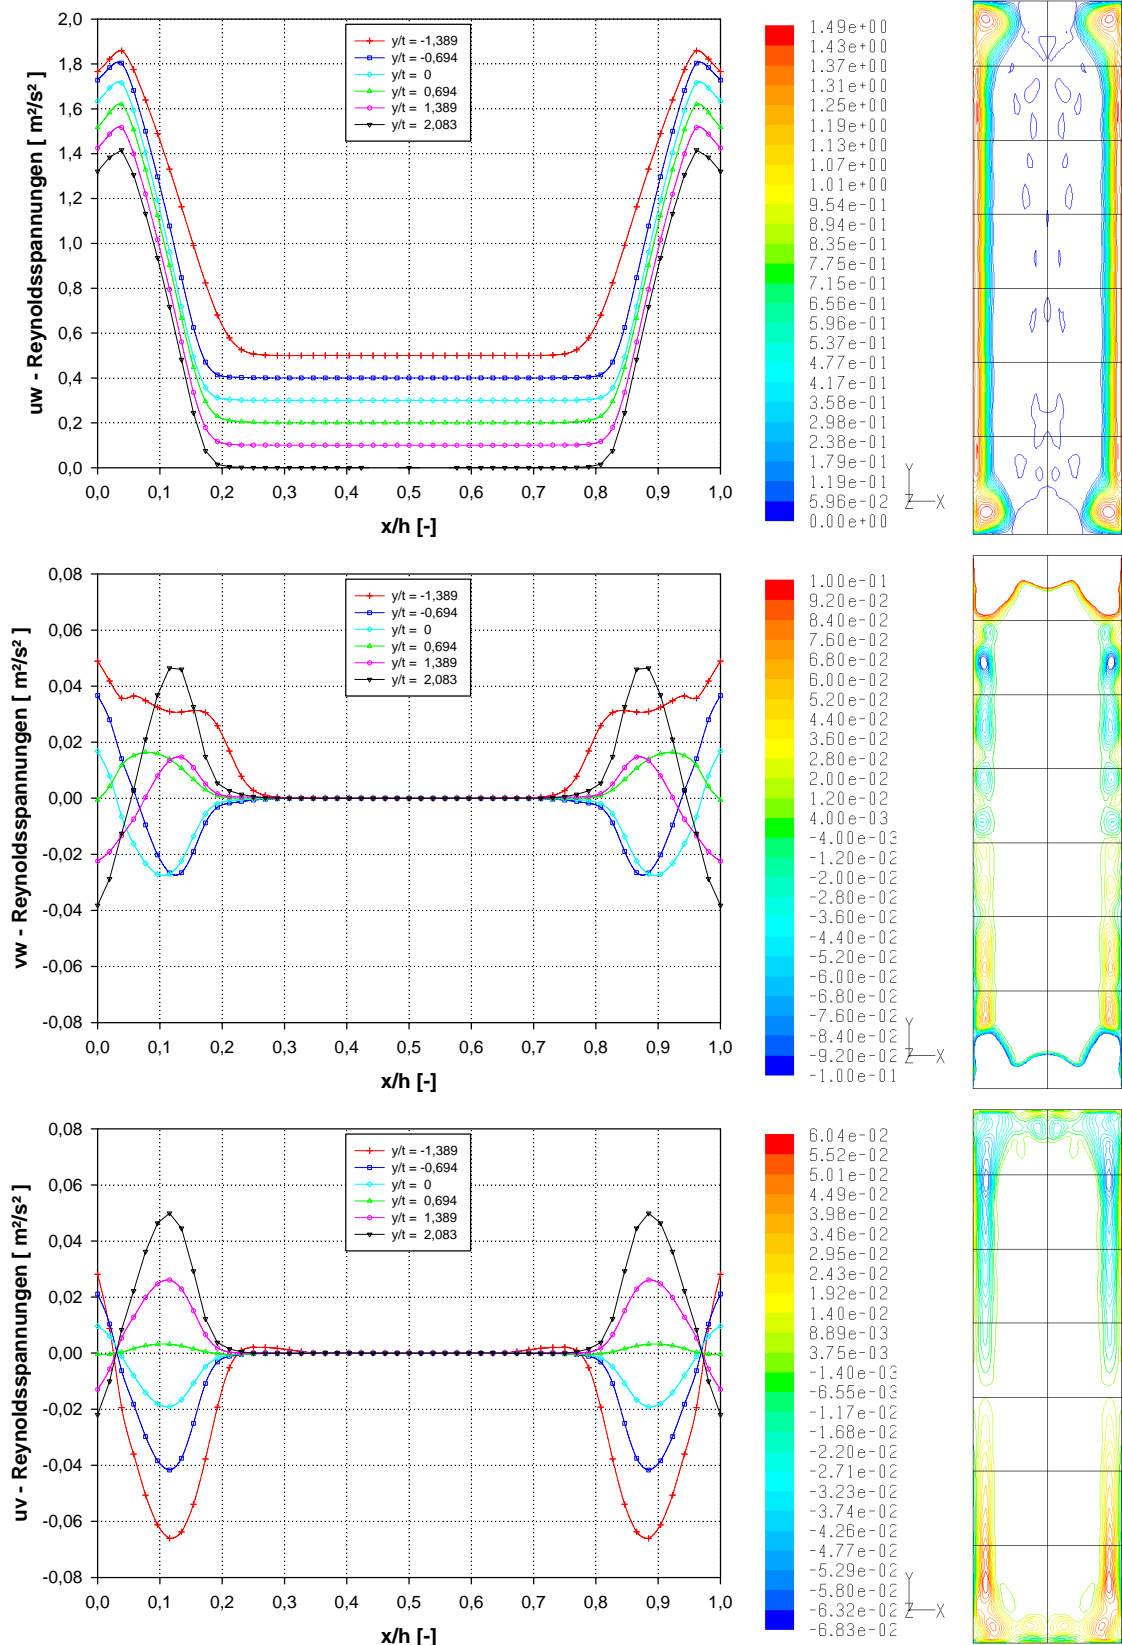 uw - Reynoldsspannungen [ m²/s² ]
2,0
1,8
1,6
1,4
1,2
1,0
0,8
0,6
0,4
0,2
0,0
y/t = -1,389
y/t = -0,694
y/t = 0
y/t = 0,694
y/t = 1,389
y/t = 2,083
0,0 0,1 0,2 0,3 0,4 0,5 0,6 0,7 0,8 0,9 1,0
x/h [-]
1.49e+00
1.43e+00
1.37e+00
1.31e+00
1.25e+00
1.19e+00
1.13e+00
1.07e+00
1.01e+00
9.54e-01
8.94e-01
8.35e-01
7.75e-01
7.15e-01
6.56e-01
5.96e-01
5.37e-01
4.77e-01
4.17e-01
3.58e-01
2.98e-01
2.38e-01
1.79e-01
1.19e-01
5.96e-02
0.00e+00
Y
Z X
vw - Reynoldsspannungen [ m²/s² ]
0,08
0,06
0,04
0,02
0,00
-0,02
-0,04
-0,06
-0,08
y/t = -1,389
y/t = -0,694
y/t = 0
y/t = 0,694
y/t = 1,389
y/t = 2,083
0,0 0,1 0,2 0,3 0,4 0,5 0,6 0,7 0,8 0,9 1,0
x/h [-]
1.00e-01
9.20e-02
8.40e-02
7.60e-02
6.80e-02
6.00e-02
5.20e-02
4.40e-02
3.60e-02
2.80e-02
2.00e-02
1.20e-02
4.00e-03
-4.00e-03
-1.20e-02
-2.00e-02
-2.80e-02
-3.60e-02
-4.40e-02
-5.20e-02
-6.00e-02
-6.80e-02
-7.60e-02
-8.40e-02
-9.20e-02
-1.00e-01
Y
Z X
uv - Reynoldsspannungen [ m²/s² ]
0,08
0,06
0,04
0,02
0,00
-0,02
-0,04
-0,06
-0,08
y/t = -1,389
y/t = -0,694
y/t = 0
y/t = 0,694
y/t = 1,389
y/t = 2,083
0,0 0,1 0,2 0,3 0,4 0,5 0,6 0,7 0,8 0,9 1,0
x/h [-]
6.04e-02
5.52e-02
5.01e-02
4.49e-02
3.98e-02
3.46e-02
2.95e-02
2.43e-02
1.92e-02
1.40e-02
8.89e-03
3.75e-03
-1.40e-03
-6.55e-03
-1.17e-02
-1.68e-02
-2.20e-02
-2.71e-02
-3.23e-02
-3.74e-02
-4.26e-02
-4.77e-02
-5.29e-02
-5.80e-02
-6.32e-02
-6.83e-02
Y
Z X